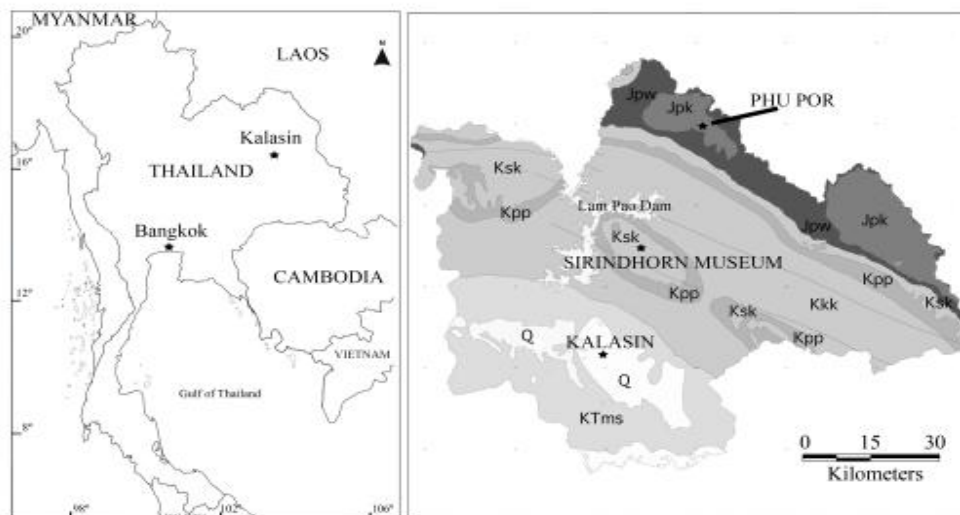 20°
MYANMAR
LAOS
N
Kalasin
16°
THAILAND
Bangkok
CAMBODIA
12°
VIETNAM
Gulf of Thailand
8°
98°
102°
106°
Jpw
Jpk
PHU POR
Ksk
Kpp
Lam Pao Dam
Ksk
SIRINDHORN MUSEUM
Jpw
Jpk
Kpp
Kpp
Ksk
Kkk
Ksk
Kpp
Q
KALASIN
Q
KTms
0 15 30
Kilometers